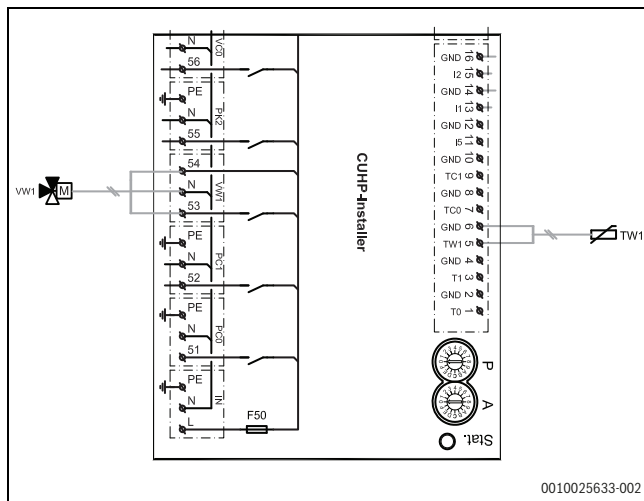 N
VC0
56
PE
N
PK2
55
54
N
VW1
53
VW1
M
PE
N
PC1
52
PE
N
PC0
51
PE
N
IN
L
F50
CUHP-Installer
GND 16
I2 15
GND 14
I1 13
GND 12
I5 11
GND 10
TC1 9
GND 8
TC0 7
GND 6
TW1 5
GND 4
T1 3
GND 2
T0 1
TW1
P
A
Stat.
0010025633-002